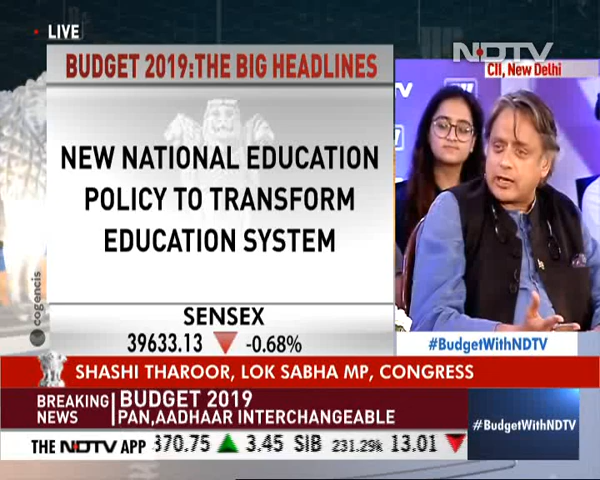 LIVE
NDTV
BUDGET 2019:THE BIG HEADLINES
CII, New Delhi
NEW NATIONAL EDUCATION
POLICY TO TRANSFORM
EDUCATION SYSTEM
cogencis
SENSEX
39633.13 -0.68%
#BudgetWithNDTV
SHASHI THAROOR, LOK SABHA MP, CONGRESS
BREAKING
NEWS
BUDGET 2019
PAN,AADHAAR INTERCHANGEABLE
#BudgetWithNDTV
THE NDTV APP 370.75 3.45 SIB 231.29k 13.01